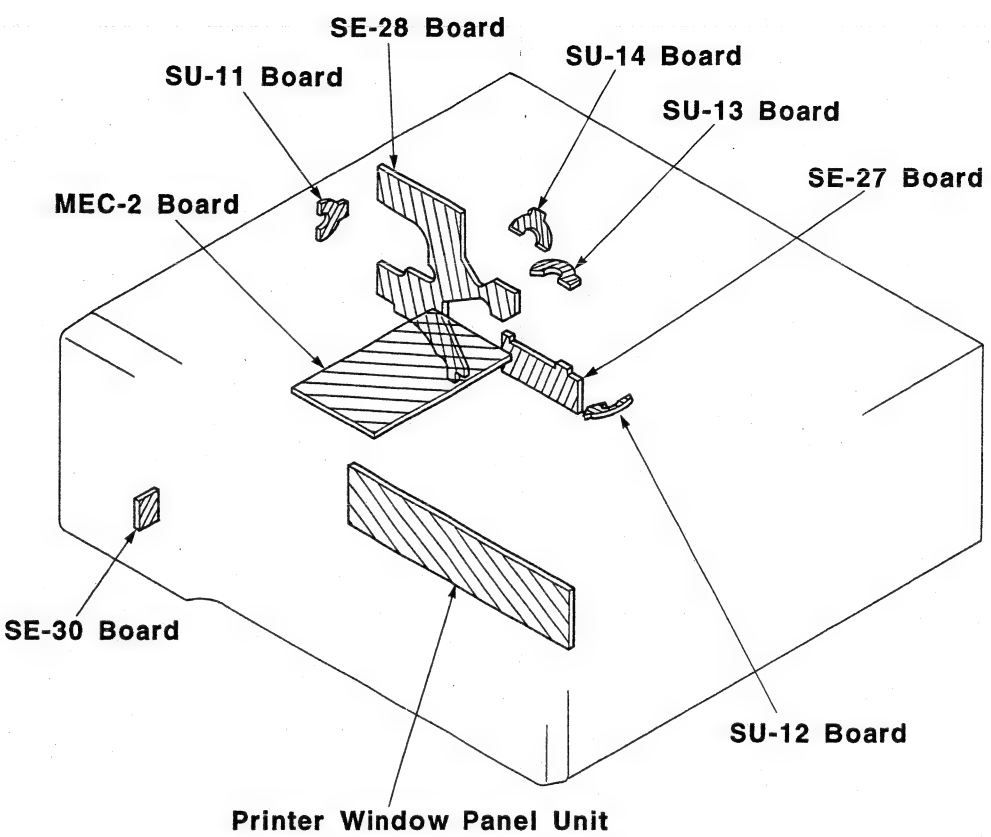 SE-28 Board
SU-14 Board
SU-11 Board
SU-13 Board
SE-27 Board
MEC-2 Board
SE-30 Board
SU-12 Board
Printer Window Panel Unit